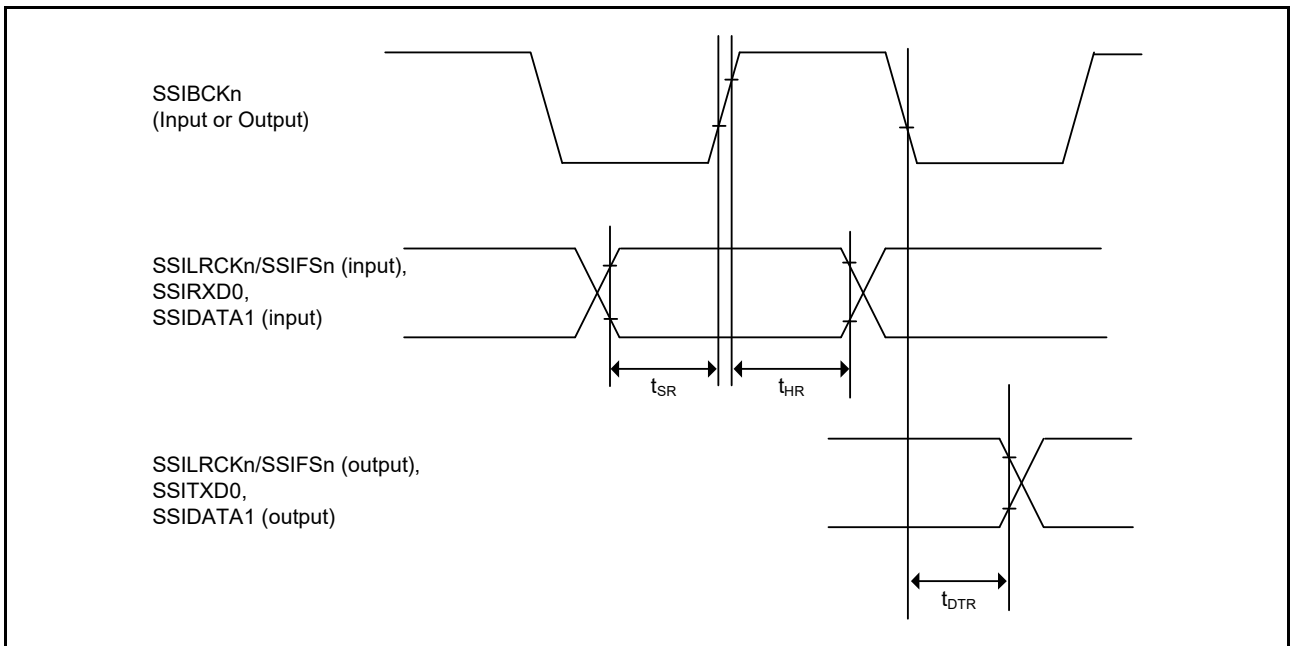 SSIBCKn
(Input or Output)
SSILRCKn/SSIFSn (input),
SSIRXD0,
SSIDATA1 (input)
tSR
tHR
SSILRCKn/SSIFSn (output),
SSITXD0,
SSIDATA1 (output)
tDTR